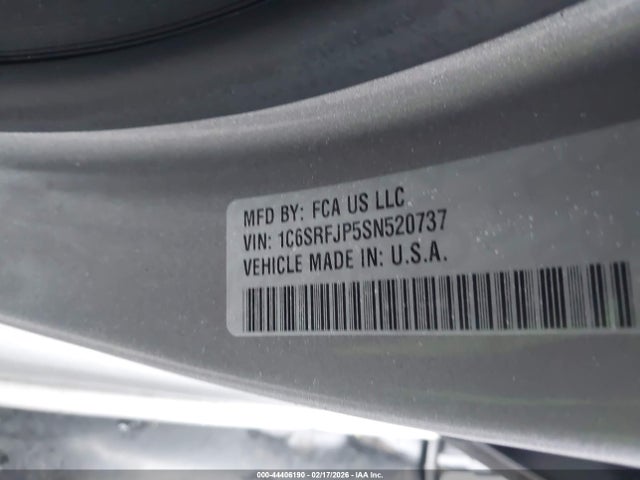 MFD BY: FCA US LLC
VIN: 1C6SRFJP5SN520737
VEHICLE MADE IN: U.S.A.
000-44406190 - 02/17/2026 - IAA Inc.